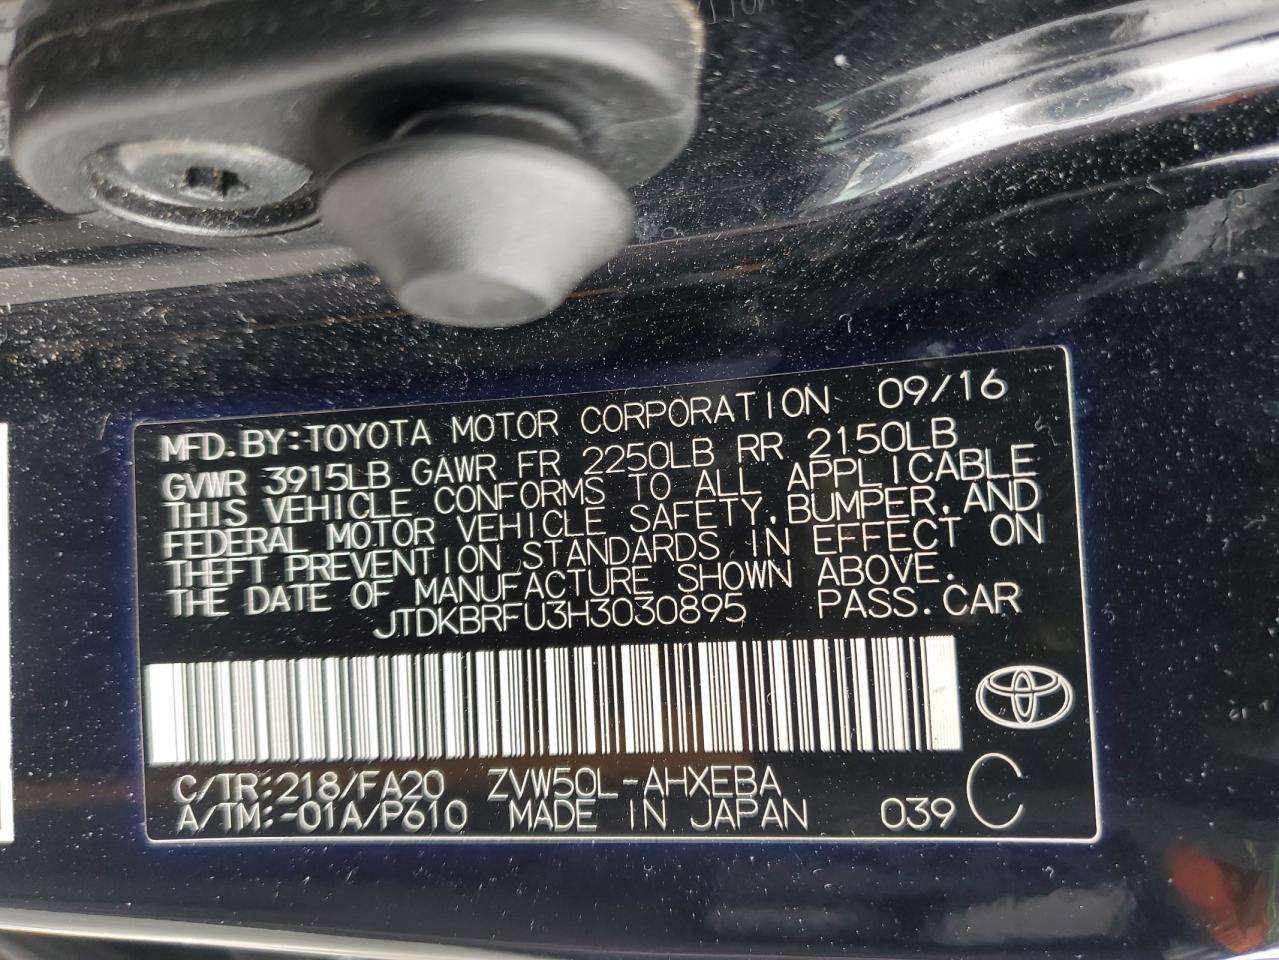 MFD.BY:TOYOTA MOTOR CORPORATION 09/16
GVWR 3915LB GAWR FR 2250LB RR 2150LB
THIS VEHICLE CONFORMS TO ALL APPLICABLE
FEDERAL MOTOR VEHICLE SAFETY,BUMPER,AND
THEFT PREVENTION STANDARDS IN EFFECT ON
THE DATE OF MANUFACTURE SHOWN ABOVE.
JTDKBRFU3H3030895 PASS.CAR
C/TR:218/FA20 ZVW50L-AHXEBA
A/TM:-01A/P610 MADE IN JAPAN 039 C